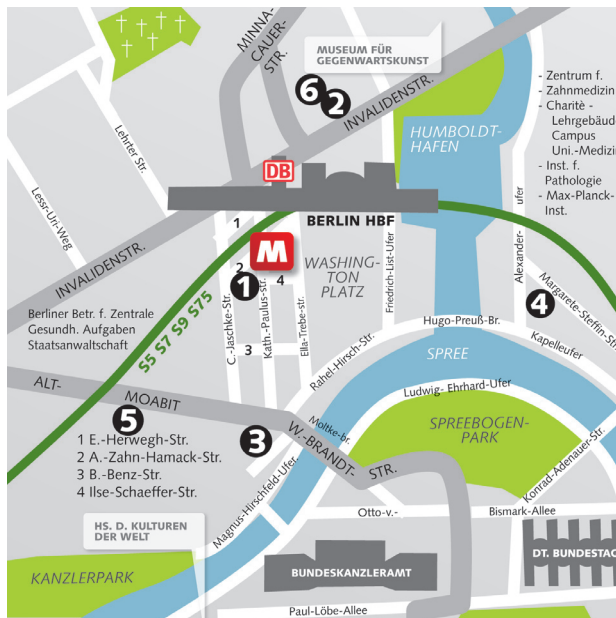 MINNA-
CAUER-
STR.
MUSEUM FÜR
GEGENWARTSKUNST
6
2
INVALIDENSTR.
Lehrter Str.
Lessr-Uri-Weg
HUMBOLDT-
HAFEN
- Zentrum f.
- Zahnmedizin
- Charitè -
Lehrgebäud
Campus
Uni.-Medizin
- Inst. f.
Pathologie
- Max-Planck-
Inst.
DB
BERLIN HBF
1
M
2
1
4
WASHING-
TON
PLATZ
Friedrich-List-Ufer
Alexander-
ufer
INVALIDENSTR.
Berliner Betr. f. Zentrale
Gesundh. Aufgaben
Staatsanwaltschaft
S5 S7 S9 S75
C.-Jaschke-Str.
Kath.-Paulus-str.
Ella-Trebe-str.
3
4
Margarete-Steffin-Str.
Hugo-Preuß-Br.
Kapelleufer
Rahel-Hirsch-Str.
SPREE
Ludwig- Ehrhard-Ufer
ALT-
MOABIT
5
3
Moltke-br.
W.-BRANDT-
STR.
SPREEBOGEN-
PARK
1 E.-Herwegh-Str.
2 A.-Zahn-Harnack-Str.
3 B.-Benz-Str.
4 Ilse-Schaeffer-Str.
Magnus-Hirschfeld-Ufer
Konrad-Adenauer-Str.
Otto-v.-
Bismark-Allee
HS. D. KULTUREN
DER WELT
KANZLERPARK
BUNDESKANZLERAMT
DT. BUNDESTAG
Paul-Löbe-Allee